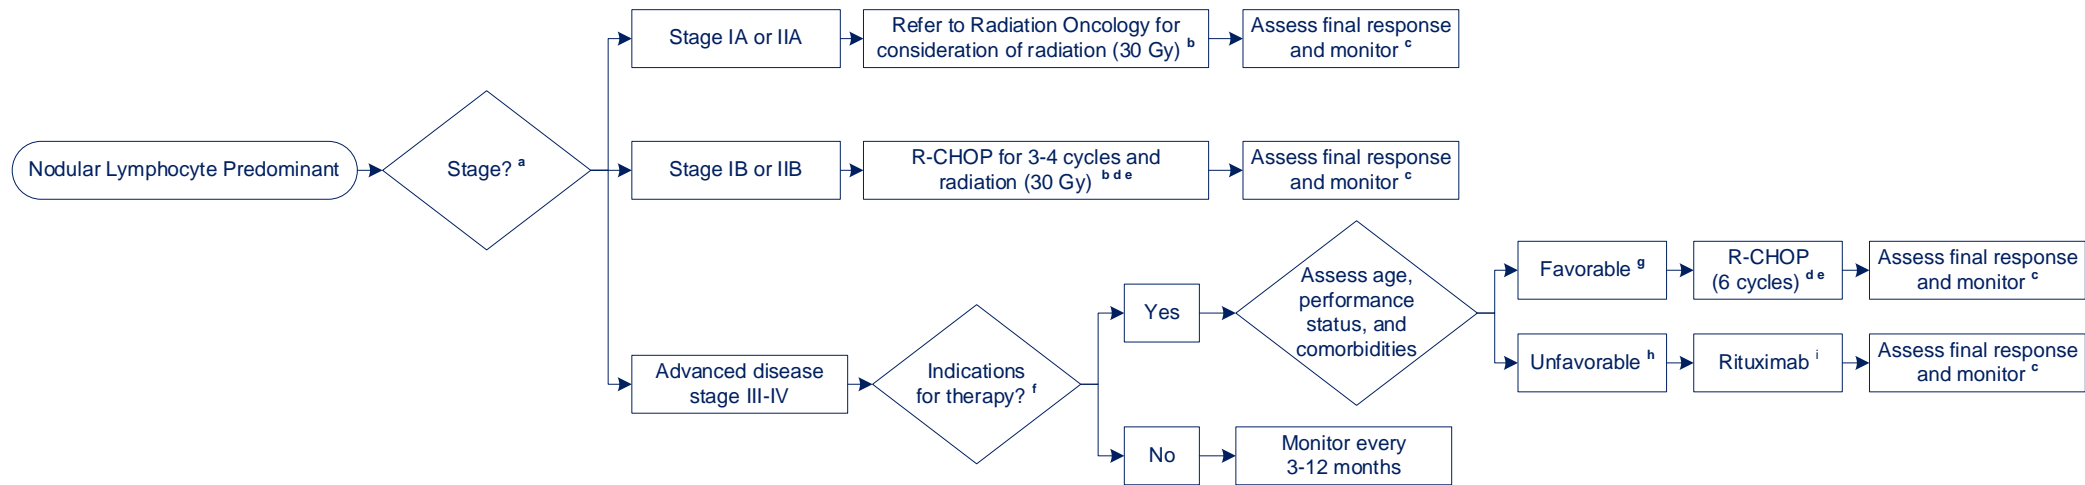 Nodular Lymphocyte Predominant
Stage? a
Stage IA or IIA
Refer to Radiation Oncology for
consideration of radiation (30 Gy) b
Assess final response
and monitor c
Stage IB or IIB
R-CHOP for 3-4 cycles and
radiation (30 Gy) b d e
Assess final response
and monitor c
Advanced disease
stage III-IV
Indications
for therapy? f
Yes
Assess age,
performance
status, and
comorbidities
Favorable g
R-CHOP
(6 cycles) d e
Assess final response
and monitor c
Unfavorable h
Rituximab i
Assess final response
and monitor c
No
Monitor every
3-12 months